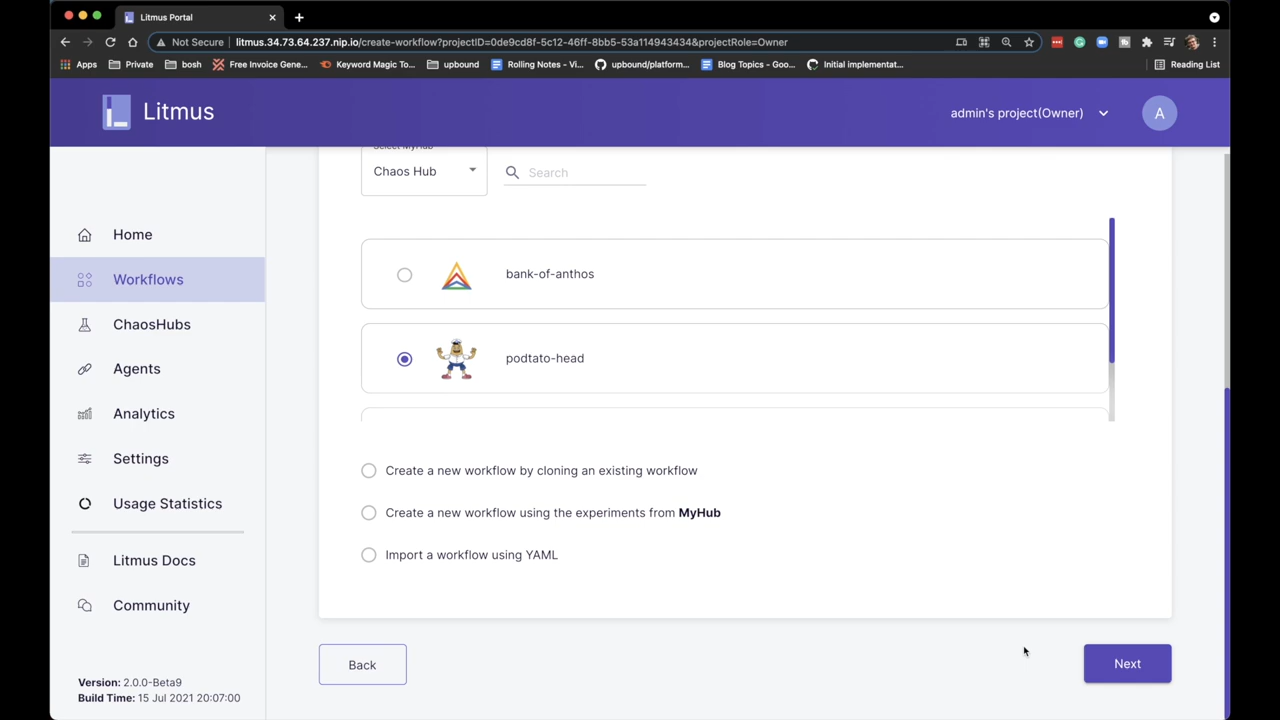 Litmus Portal
Not Secure litmus.34.73.64.237.nip.io/create-workflow?projectID=0de9cd8f-5c12-46ff-8bb5-53a114943434&projectRole=Owner
Apps Private bosh Free Invoice Gene... Keyword Magic To... upbound Rolling Notes - Vi... upbound/platform... Blog Topics - Goo... Initial implementat... Reading List
Litmus
admin's project(Owner) A
Select MyHub
Chaos Hub
Search
Home
Workflows
ChaosHubs
Agents
Analytics
Settings
Usage Statistics
Litmus Docs
Community
Version: 2.0.0-Beta9
Build Time: 15 Jul 2021 20:07:00
bank-of-anthos
podtato-head
Create a new workflow by cloning an existing workflow
Create a new workflow using the experiments from MyHub
Import a workflow using YAML
Back
Next